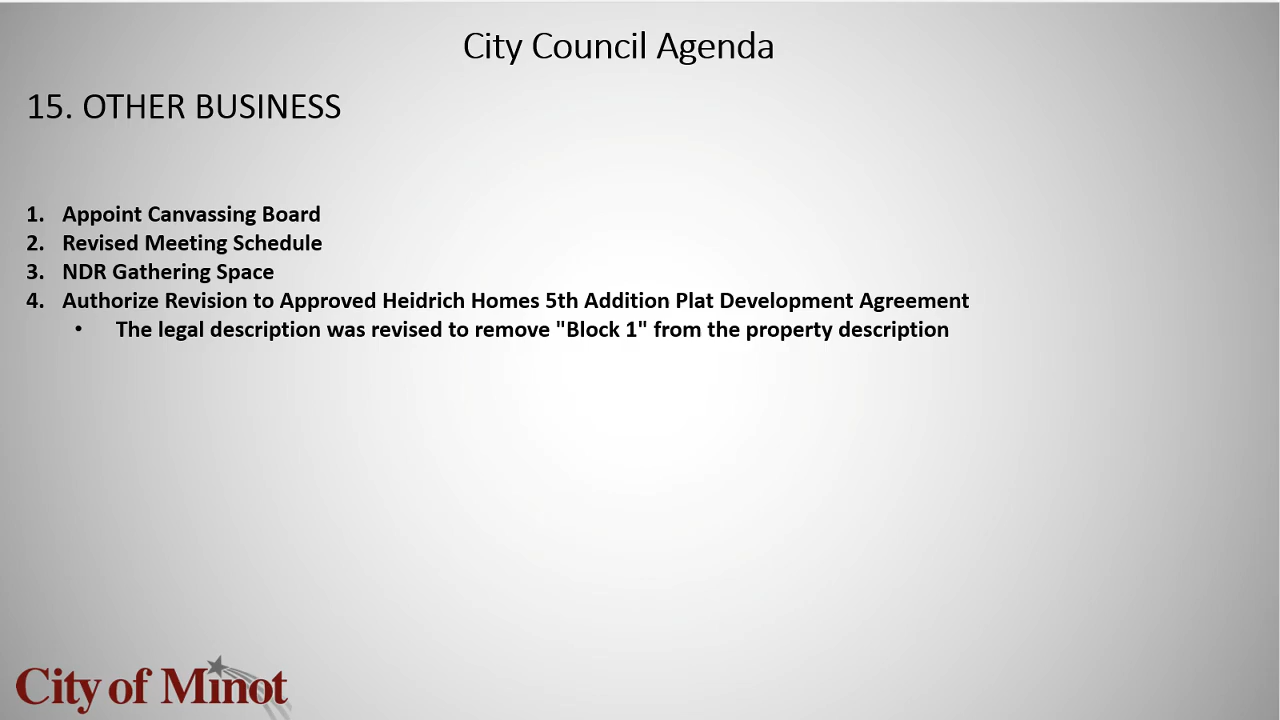 City Council Agenda
15. OTHER BUSINESS
1. Appoint Canvassing Board
2. Revised Meeting Schedule
3. NDR Gathering Space
4. Authorize Revision to Approved Heidrich Homes 5th Addition Plat Development Agreement
• The legal description was revised to remove "Block 1" from the property description
City of Minot